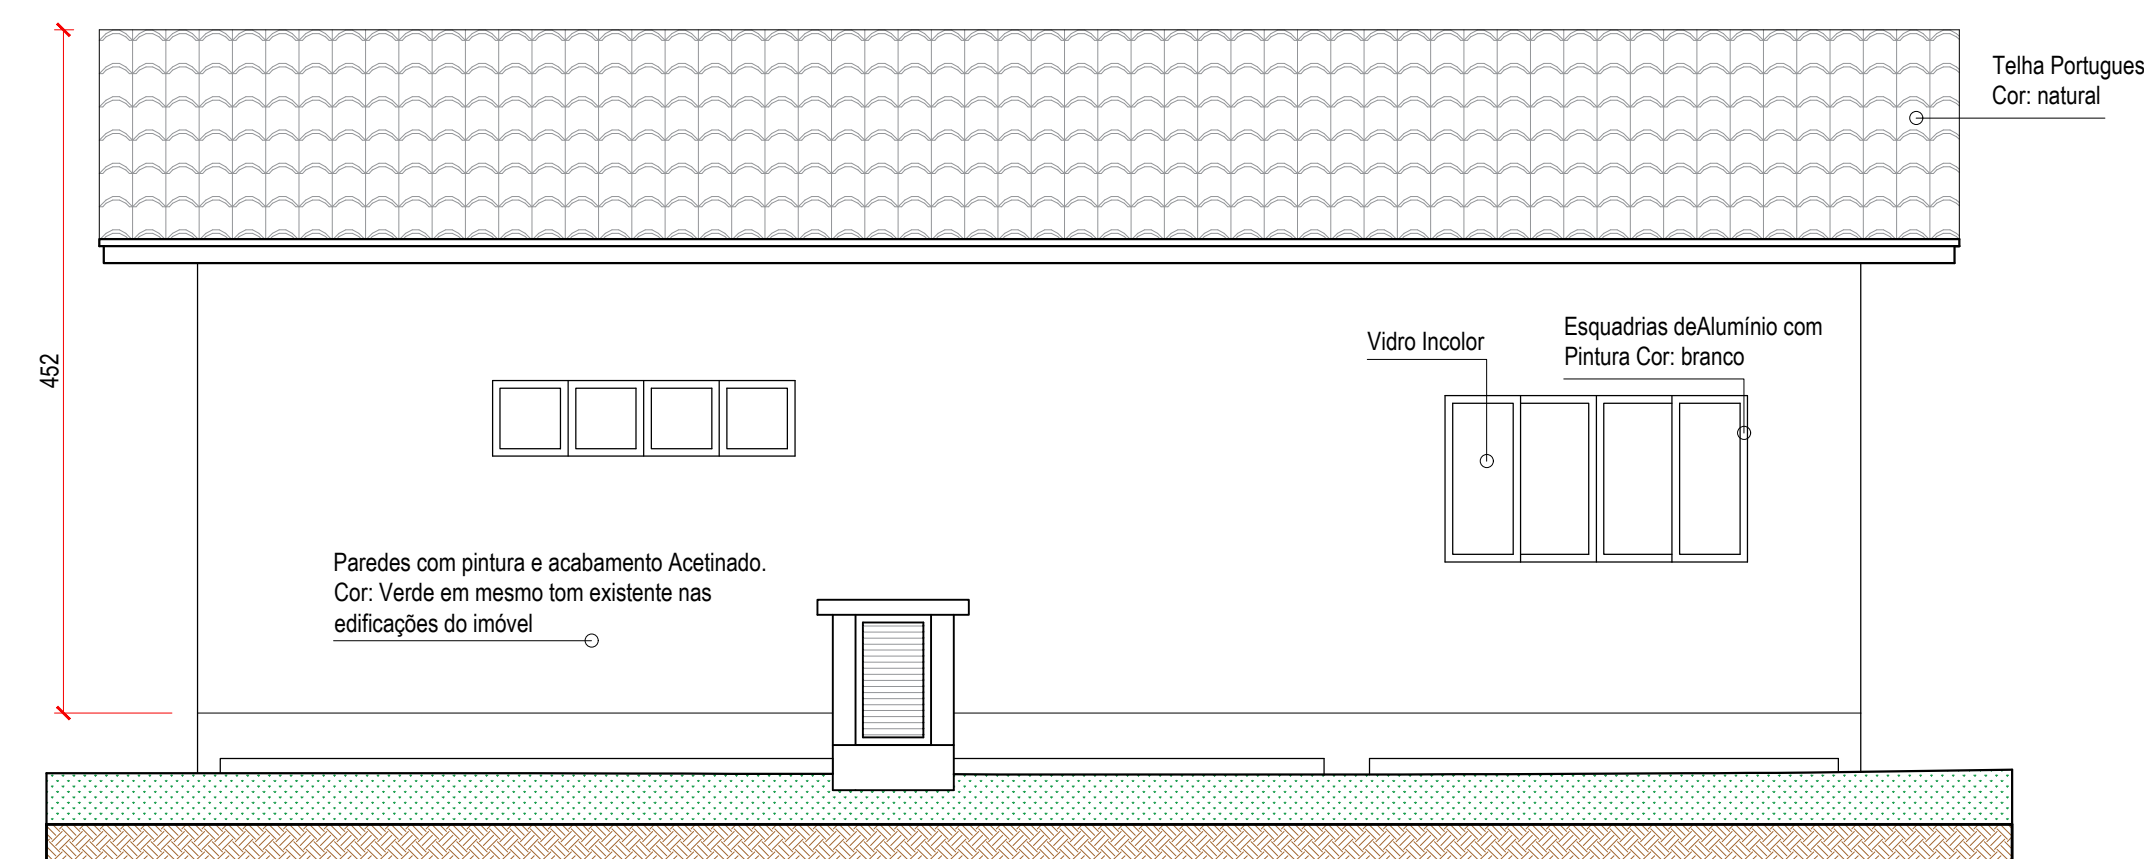 Telha Portugues
Cor: natural
452
Vidro Incolor
Esquadrias deAlumínio com
Pintura Cor: branco
Paredes com pintura e acabamento Acetinado.
Cor: Verde em mesmo tom existente nas
edificações do imóvel